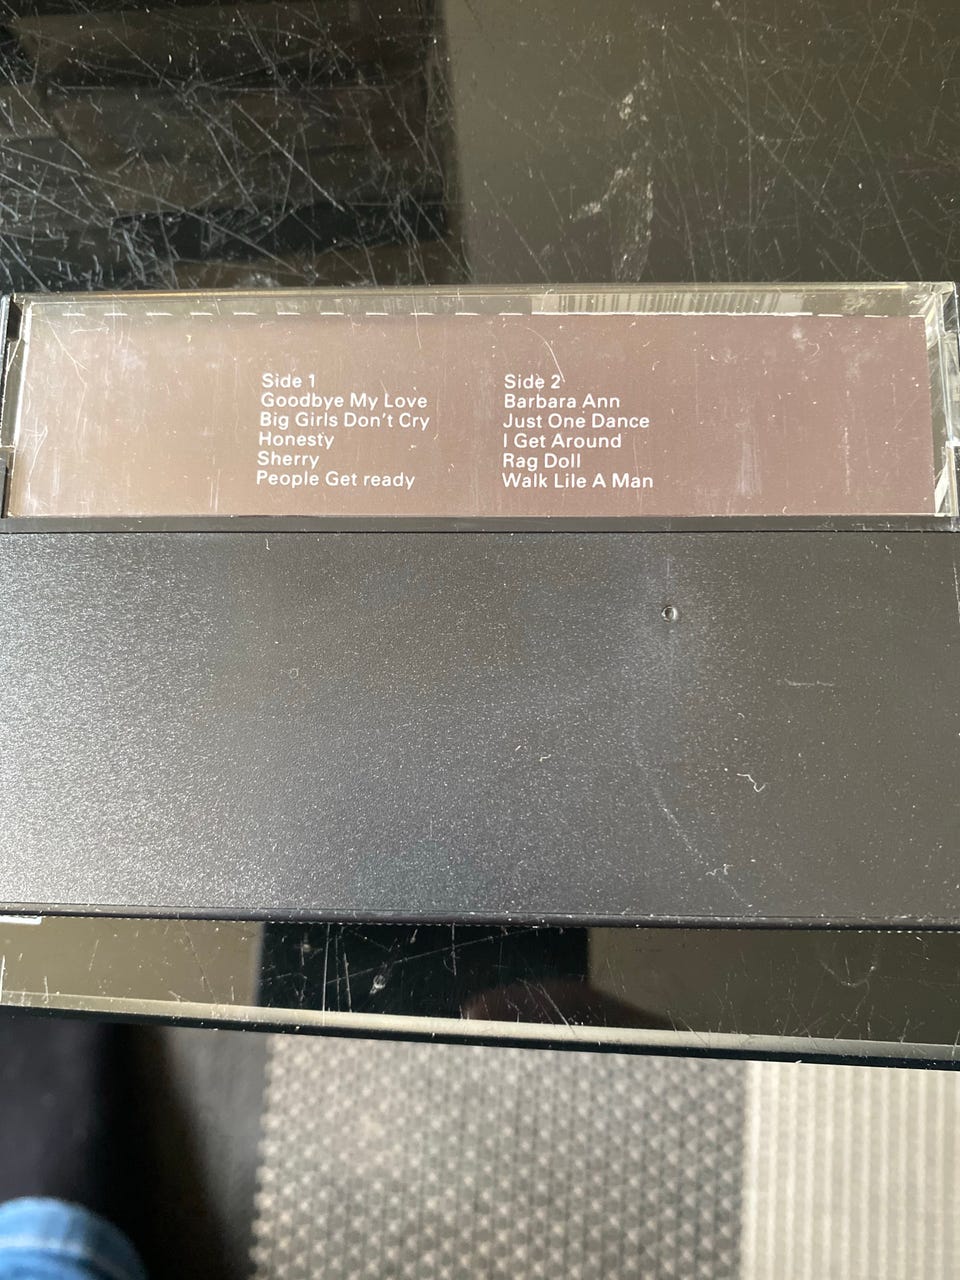 Side 1
Goodbye My Love
Big Girls Don't Cry
Honesty
Sherry
People Get ready
Side 2
Barbara Ann
Just One Dance
I Get Around
Rag Doll
Walk Lile A Man